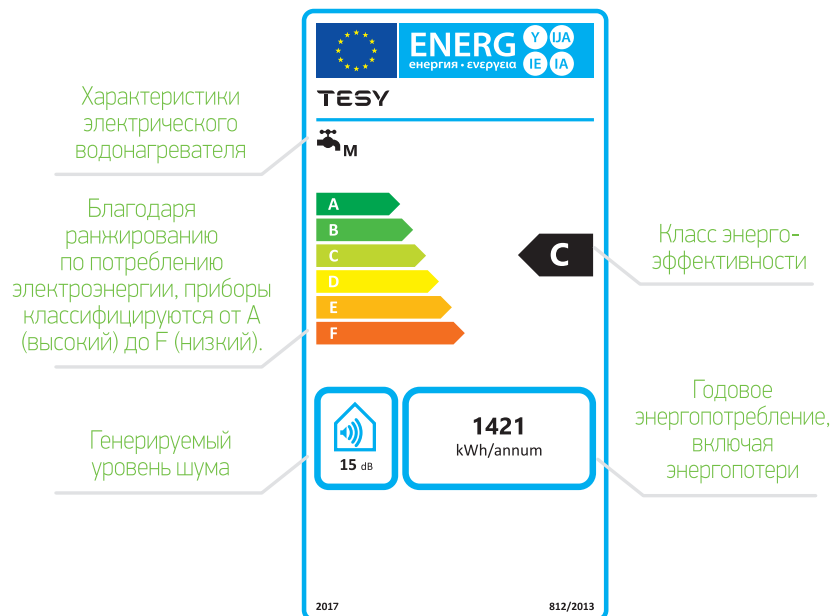 ENERG Y IJA
енергия · ενεργεια IE IA
TESY
Характеристики
электрического
водонагревателя
M
Благодаря
ранжированию
по потреблению
электроэнергии, приборы
классифицируются от А
(высокий) до F (низкий).
A
B
C
D
E
F
C
Класс энерго-
эффективности
Генерируемый
уровень шума
15 dB
1421
kWh/annum
Годовое
энергопотребление,
включая
энергопотери
2017
812/2013